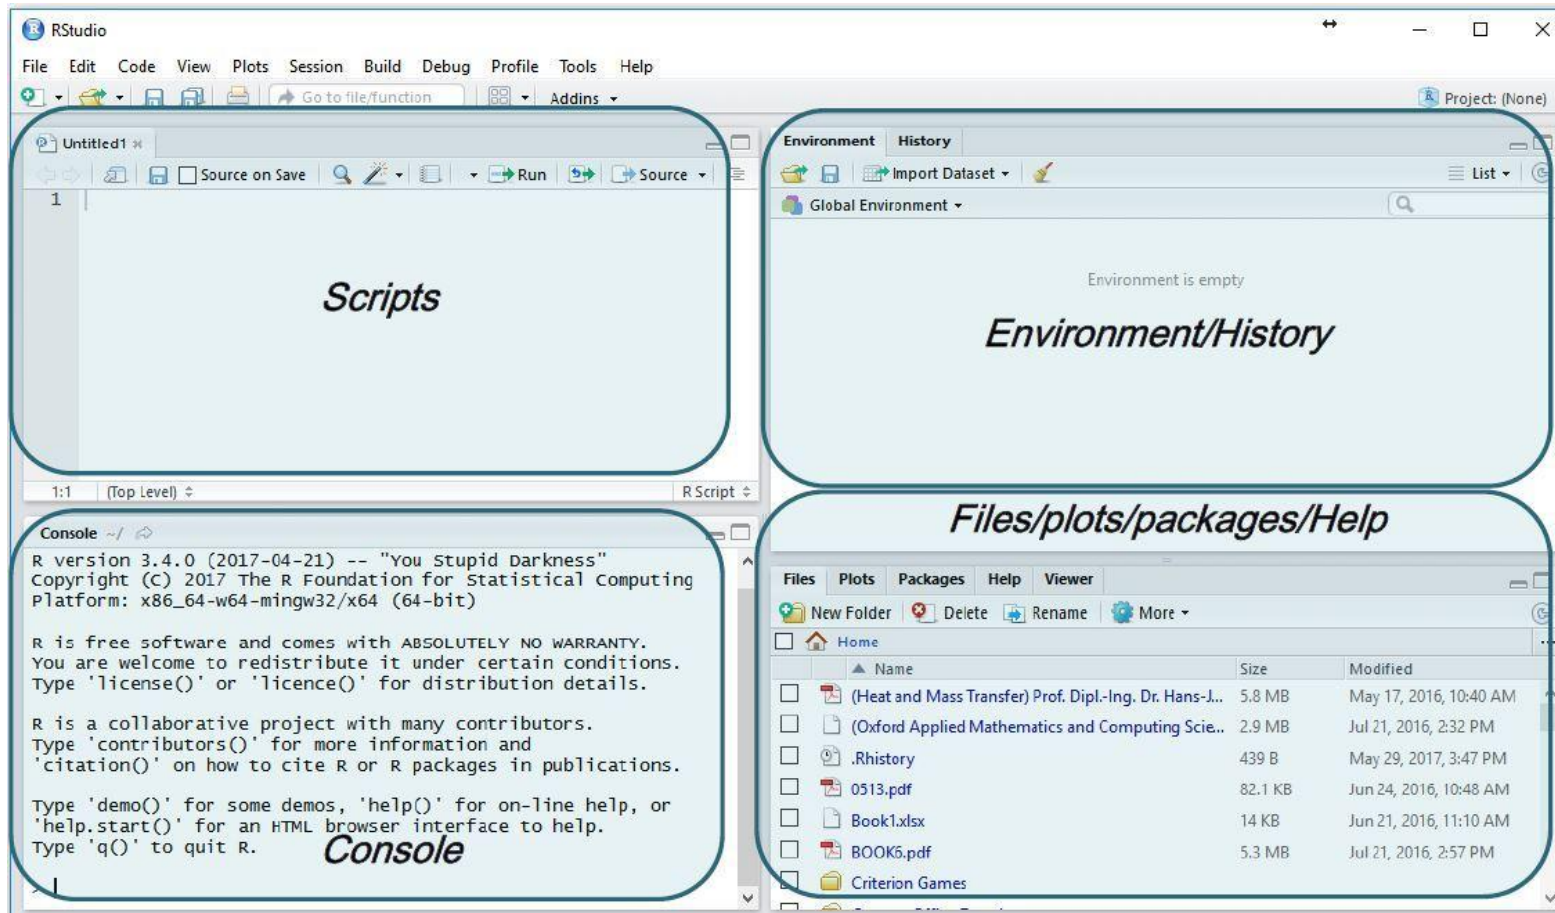 RStudio
File Edit Code View Plots Session Build Debug Profile Tools Help
Go to file/function Addins Project: (None)
Untitled1
Source on Save Run Source
1
Scripts
1:1 (Top Level) R Script
Console ~/
R version 3.4.0 (2017-04-21) -- "You Stupid Darkness"
Copyright (C) 2017 The R Foundation for Statistical Computing
Platform: x86_64-w64-mingw32/x64 (64-bit)
R is free software and comes with ABSOLUTELY NO WARRANTY.
You are welcome to redistribute it under certain conditions.
Type 'license()' or 'licence()' for distribution details.
R is a collaborative project with many contributors.
Type 'contributors()' for more information and
'citation()' on how to cite R or R packages in publications.
Type 'demo()' for some demos, 'help()' for on-line help, or
'help.start()' for an HTML browser interface to help.
Type 'q()' to quit R.
Console
>
Environment History
Import Dataset List
Global Environment
Environment is empty
Environment/History
Files/plots/packages/Help
Files Plots Packages Help Viewer
New Folder Delete Rename More
Home
Name Size Modified
(Heat and Mass Transfer) Prof. Dipl.-Ing. Dr. Hans-J... 5.8 MB May 17, 2016, 10:40 AM
(Oxford Applied Mathematics and Computing Scie... 2.9 MB Jul 21, 2016, 2:32 PM
.Rhistory 439 B May 29, 2017, 3:47 PM
0513.pdf 82.1 KB Jun 24, 2016, 10:48 AM
Book1.xlsx 14 KB Jun 21, 2016, 11:10 AM
BOOK6.pdf 5.3 MB Jul 21, 2016, 2:57 PM
Criterion Games